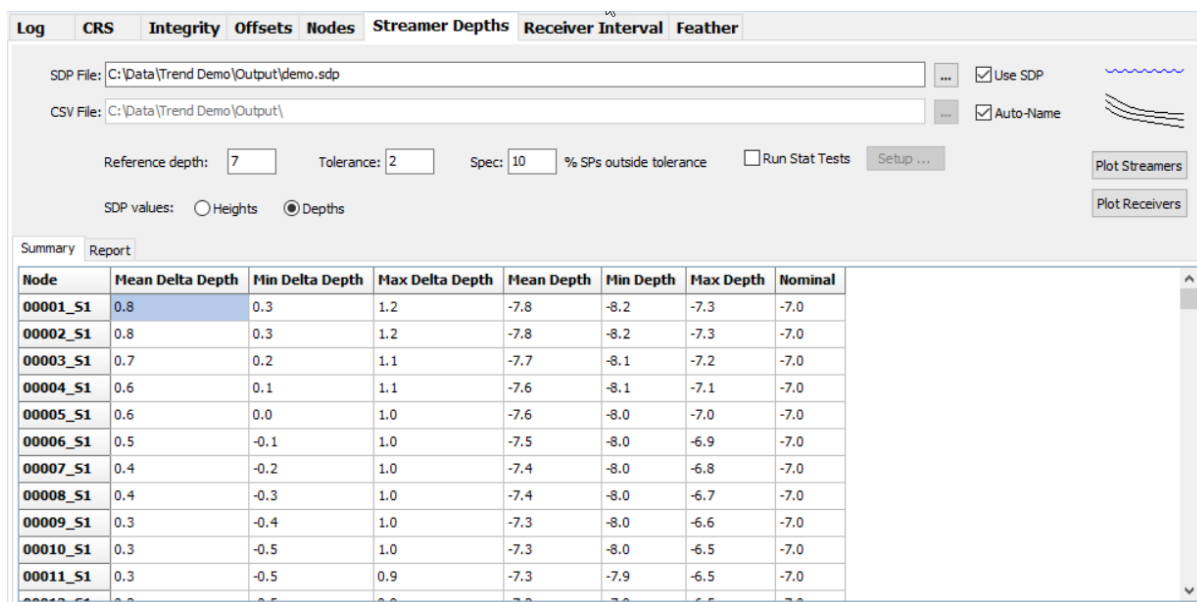 Log CRS Integrity Offsets Nodes Streamer Depths Receiver Interval Feather
SDP File: C:\Data\Trend Demo\Output\demo.sdp ... Use SDP
CSV File: C:\Data\Trend Demo\Output\ ... Auto-Name
Reference depth: 7 Tolerance: 2 Spec: 10 % SPs outside tolerance Run Stat Tests Setup ... Plot Streamers
SDP values: Heights Depths Plot Receivers
Summary Report
Node Mean Delta Depth Min Delta Depth Max Delta Depth Mean Depth Min Depth Max Depth Nominal
00001_S1 0.8 0.3 1.2 -7.8 -8.2 -7.3 -7.0
00002_S1 0.8 0.3 1.2 -7.8 -8.2 -7.3 -7.0
00003_S1 0.7 0.2 1.1 -7.7 -8.1 -7.2 -7.0
00004_S1 0.6 0.1 1.1 -7.6 -8.1 -7.1 -7.0
00005_S1 0.6 0.0 1.0 -7.6 -8.0 -7.0 -7.0
00006_S1 0.5 -0.1 1.0 -7.5 -8.0 -6.9 -7.0
00007_S1 0.4 -0.2 1.0 -7.4 -8.0 -6.8 -7.0
00008_S1 0.4 -0.3 1.0 -7.4 -8.0 -6.7 -7.0
00009_S1 0.3 -0.4 1.0 -7.3 -8.0 -6.6 -7.0
00010_S1 0.3 -0.5 1.0 -7.3 -8.0 -6.5 -7.0
00011_S1 0.3 -0.5 0.9 -7.3 -7.9 -6.5 -7.0